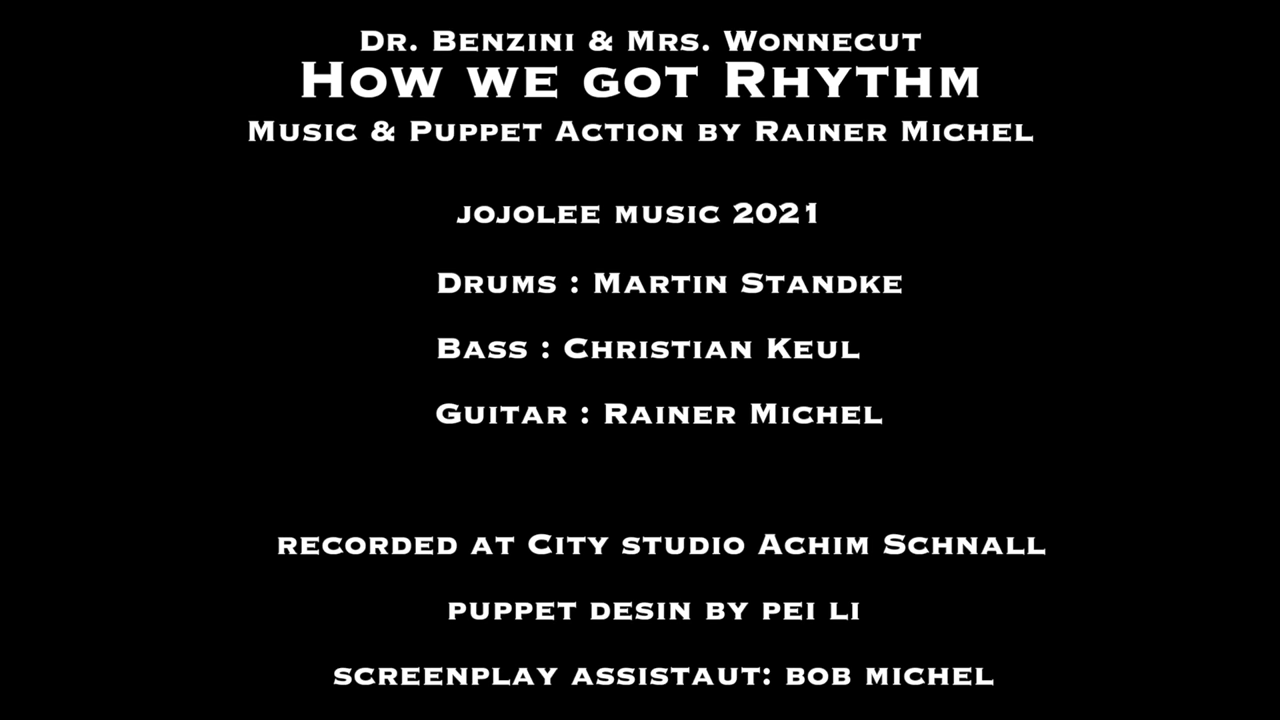 Dr. Benzini & Mrs. Wonnecut
How we got Rhythm
Music & Puppet Action by Rainer Michel
jojolee music 2021
Drums : Martin Standke
Bass : Christian Keul
Guitar : Rainer Michel
recorded at City studio Achim Schnall
puppet desin by pei li
screenplay assistaut: bob michel